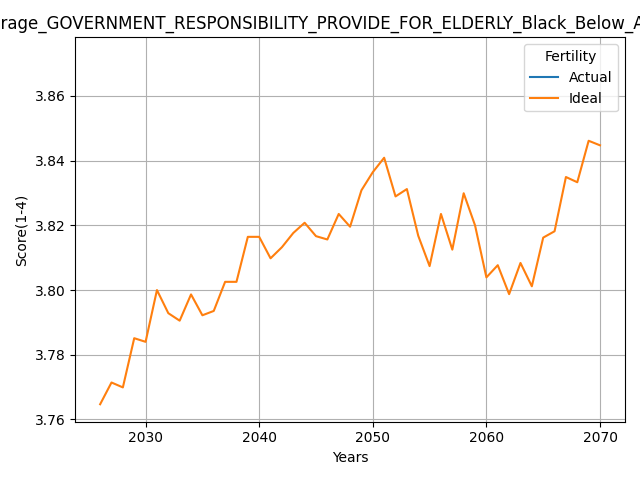 rage_GOVERNMENT_RESPONSIBILITY_PROVIDE_FOR_ELDERLY_Black_Below_A
Fertility
Actual
Ideal
3.86
3.84
3.82
3.80
3.78
3.76
Score(1-4)
2030 2040 2050 2060 2070
Years